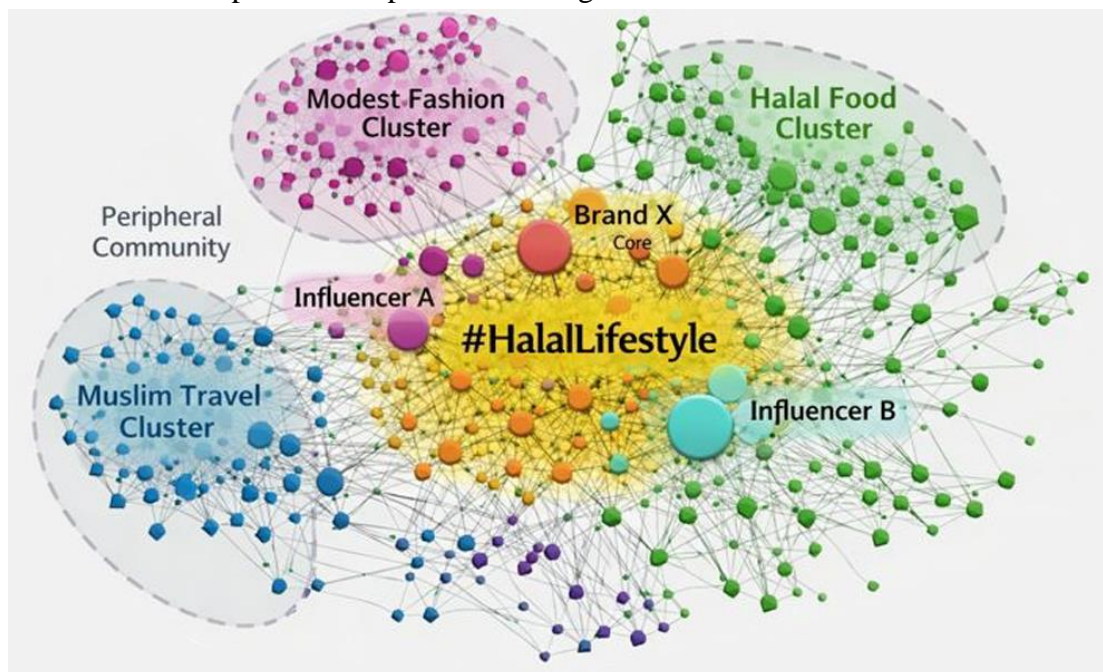 Modest Fashion
Cluster
Halal Food
Cluster
Peripheral
Community
Brand X
Core
Influencer A
#HalalLifestyle
Muslim Travel
Cluster
Influencer B